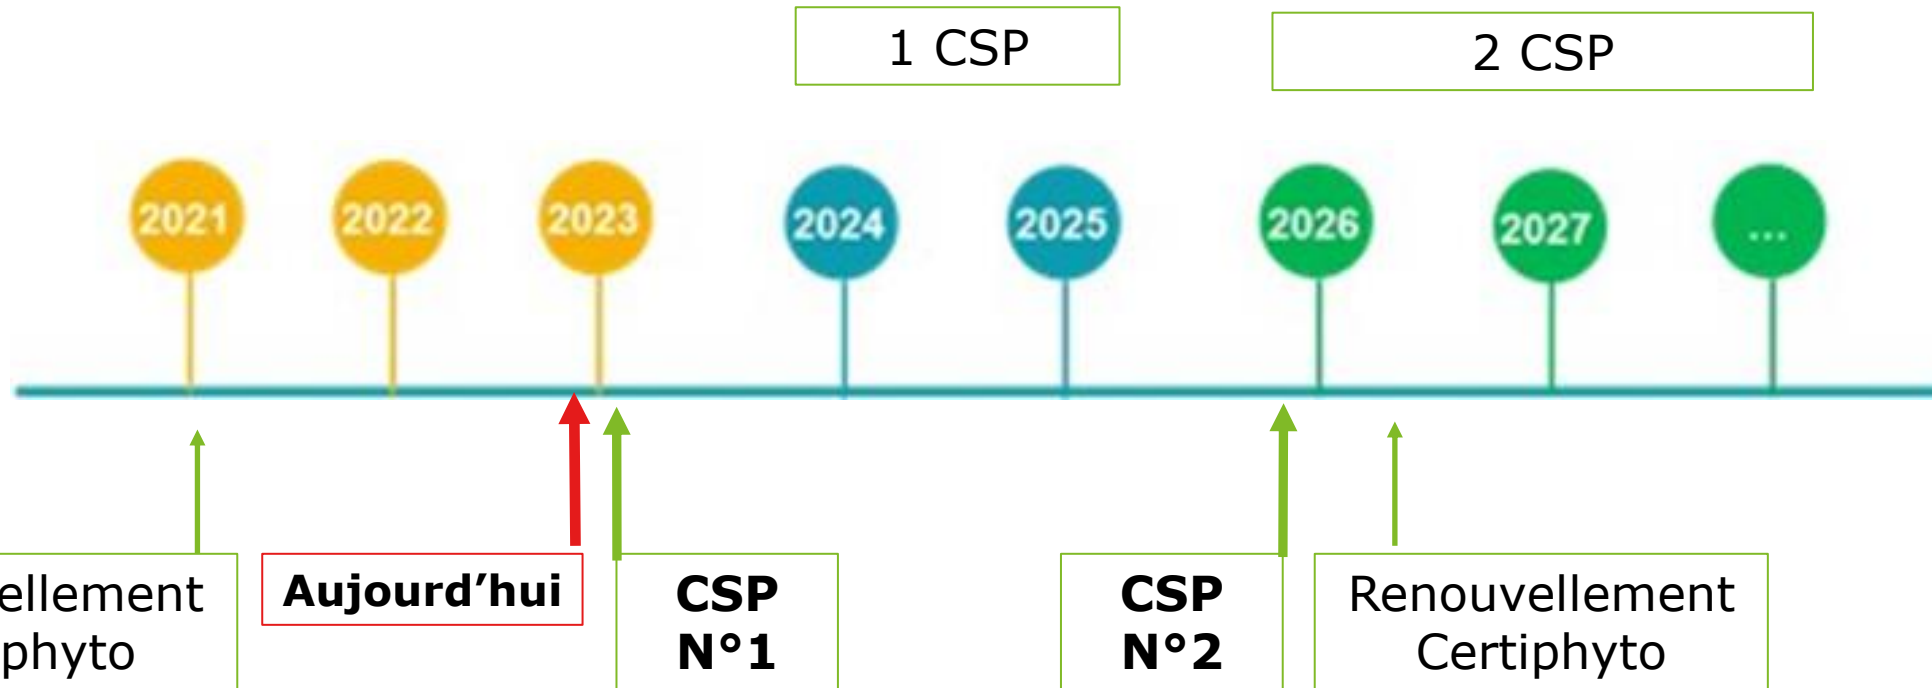 1 CSP
2 CSP
2021
2022
2023
2024
2025
2026
2027
...
ellement
phyto
Aujourd’hui
CSP
N°1
CSP
N°2
Renouvellement
Certiphyto